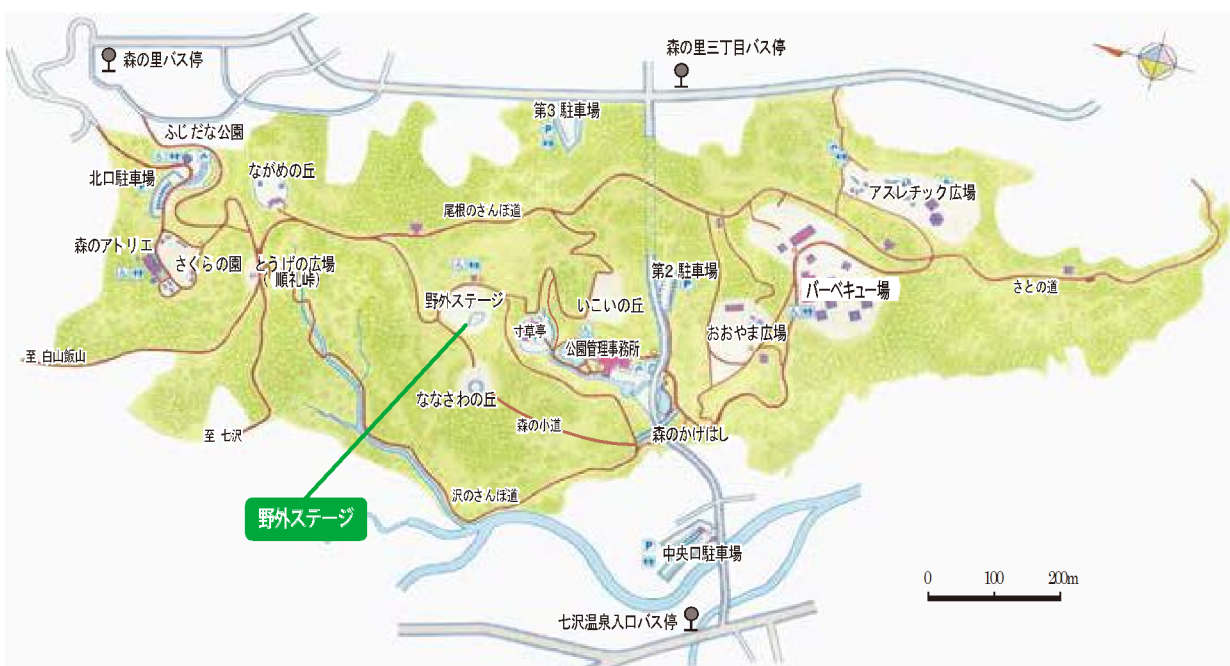 森の里バス停
森の里三丁目バス停
第3 駐車場
P
ふじだな公園
北口駐車場
ながめの丘
アスレチック広場
尾根のさんぽ道
森のアトリエ
さくらの園
とうげの広場
(順礼峠)
第2 駐車場
P
さとの道
バーベキュー場
野外ステージ
いこいの丘
寸草亭
おおやま広場
公園管理事務所
至 白山飯山
ななさわの丘
森の小道
森のかけはし
至 七沢
沢のさんぽ道
野外ステージ
P
中央口駐車場
七沢温泉入口バス停
0 100 200m